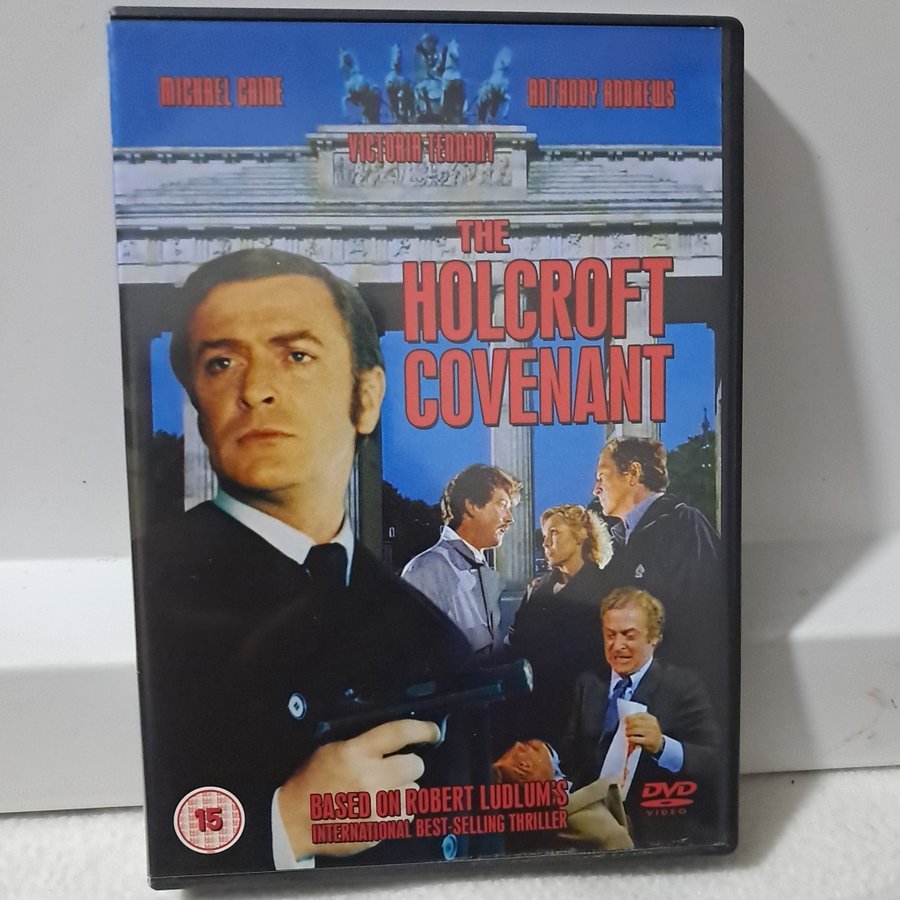 MICHAEL CAINE
ANTHONY ANDREWS
VICTORIA TENNANT
THE
HOLCROFT
COVENANT
BASED ON ROBERT LUDLUM'S
INTERNATIONAL BEST-SELLING THRILLER
15
DVD
VIDEO